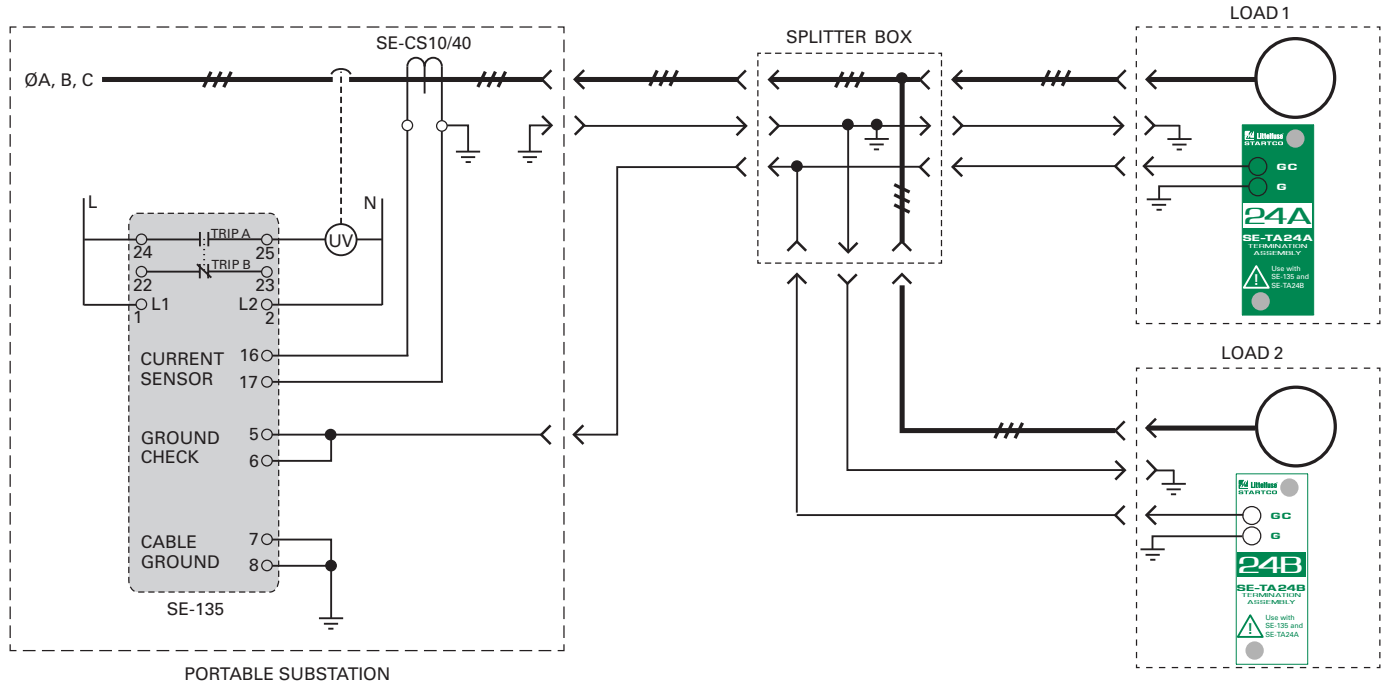 LOAD 1
SPLITTER BOX
SE-CS10/40
ØA, B, C
Littelfuse
STARTCO
GC
G
24A
SE-TA24A
TERMINATION
ASSEMBLY
Use with
SE-135 and
SE-TA24B
L
N
TRIP A
24
25
UV
TRIP B
22
23
L1
L2
1
2
CURRENT
SENSOR
16
17
GROUND
CHECK
5
6
CABLE
GROUND
7
8
SE-135
PORTABLE SUBSTATION
LOAD 2
Littelfuse
STARTCO
GC
G
24B
SE-TA24B
TERMINATION
ASSEMBLY
Use with
SE-135 and
SE-TA24A